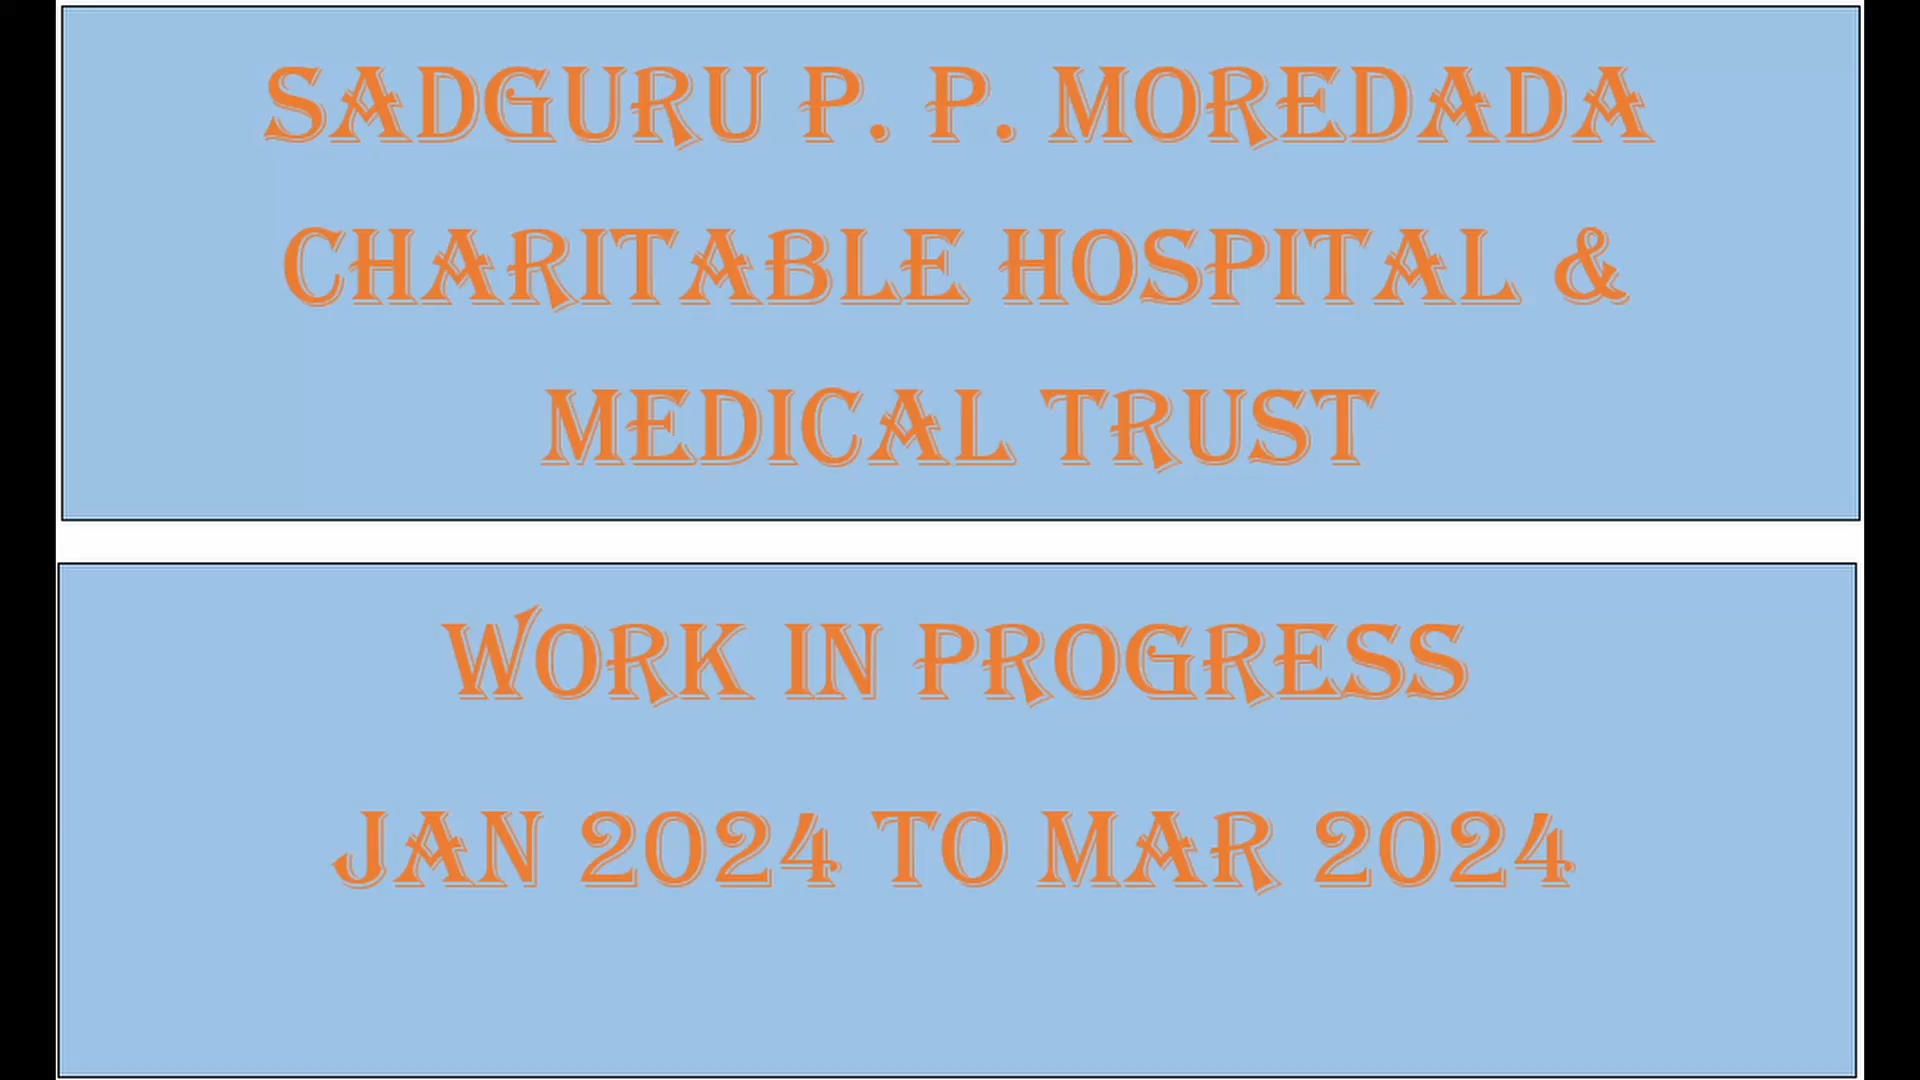 SADGURU P. P. MOREDADA
CHARITABLE HOSPITAL &
MEDICAL TRUST
WORK IN PROGRESS
JAN 2024 TO MAR 2024